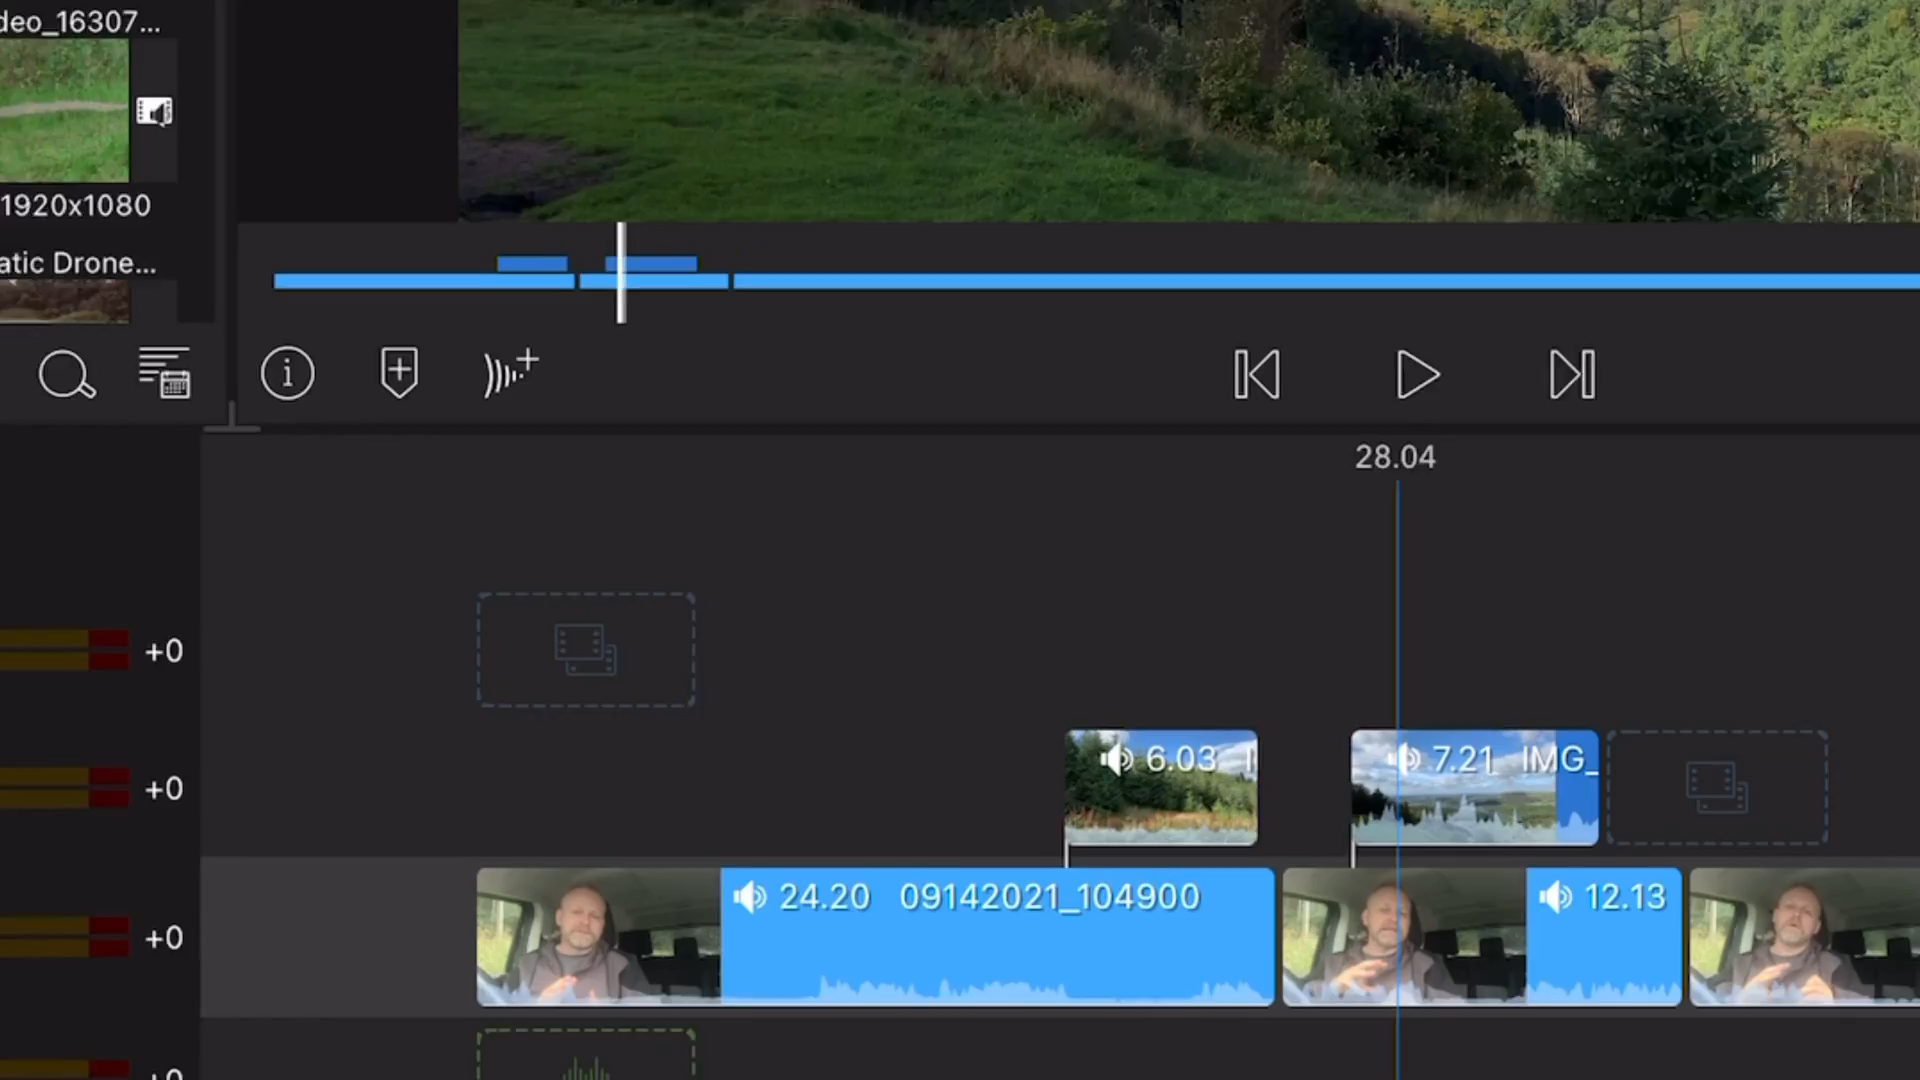 deo_16307...
1920x1080
atic Drone...
28.04
+0
6.03
7.21 IMG_
+0
24.20 09142021_104900
12.13
+0
+0